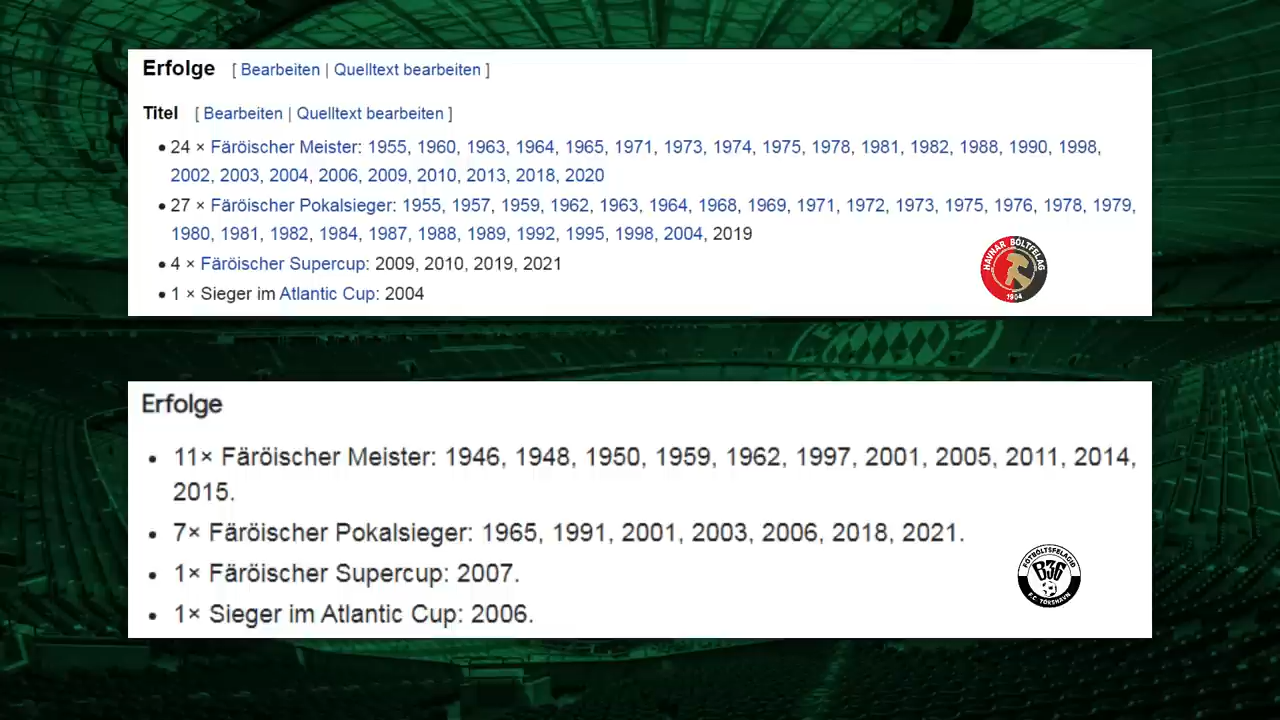 Erfolge [ Bearbeiten | Quelltext bearbeiten ]
Titel [ Bearbeiten | Quelltext bearbeiten ]
• 24 × Färöischer Meister: 1955, 1960, 1963, 1964, 1965, 1971, 1973, 1974, 1975, 1978, 1981, 1982, 1988, 1990, 1998,
2002, 2003, 2004, 2006, 2009, 2010, 2013, 2018, 2020
• 27 × Färöischer Pokalsieger: 1955, 1957, 1959, 1962, 1963, 1964, 1968, 1969, 1971, 1972, 1973, 1975, 1976, 1978, 1979,
1980, 1981, 1982, 1984, 1987, 1988, 1989, 1992, 1995, 1998, 2004, 2019
• 4 × Färöischer Supercup: 2009, 2010, 2019, 2021
• 1 × Sieger im Atlantic Cup: 2004
HAVNAR BÓLTFELAG
1904
Erfolge
• 11× Färöischer Meister: 1946, 1948, 1950, 1959, 1962, 1997, 2001, 2005, 2011, 2014,
2015.
• 7× Färöischer Pokalsieger: 1965, 1991, 2001, 2003, 2006, 2018, 2021.
• 1× Färöischer Supercup: 2007.
• 1× Sieger im Atlantic Cup: 2006.
FÓTBÓLTSFELAGIÐ
B36
F.C. TÓRSHAVN